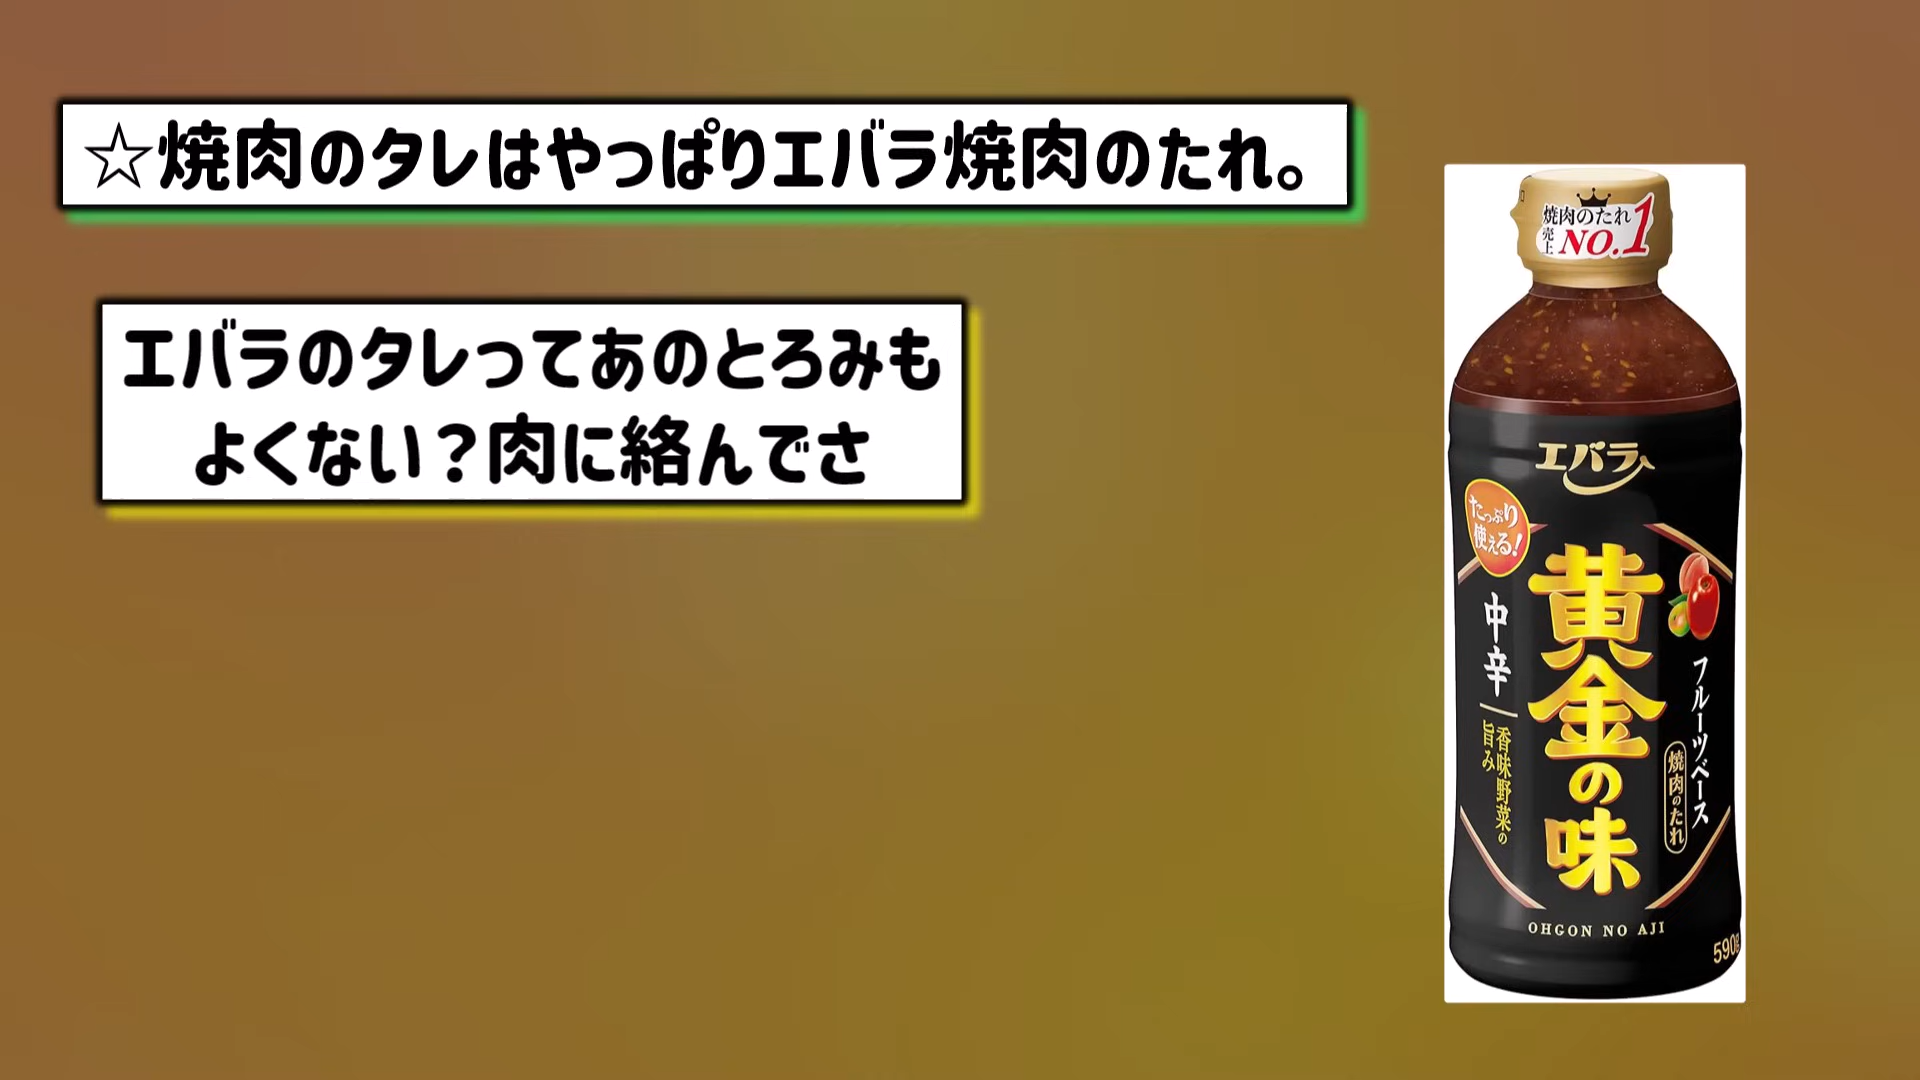 ☆焼肉のタレはやっぱりエバラ焼肉のたれ。
エバラのタレってあのとろみも
よくない？肉に絡んでさ
焼肉のたれ
売上
NO.1
エバラ
たっぷり
使える！
黄金の味
中辛
香味野菜の
旨み
フルーツベース
焼肉のたれ
OHGON NO AJI
590g